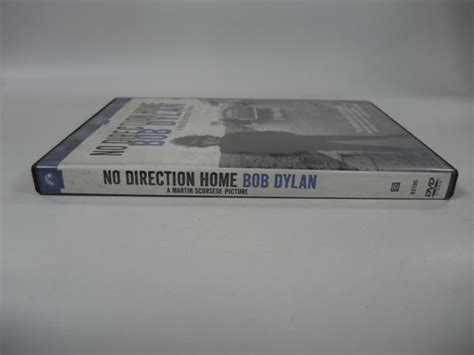 NO DIRECTION HOME
BOB DYLAN
NO DIRECTION HOME BOB DYLAN
A MARTIN SCORSESE PICTURE
DVD